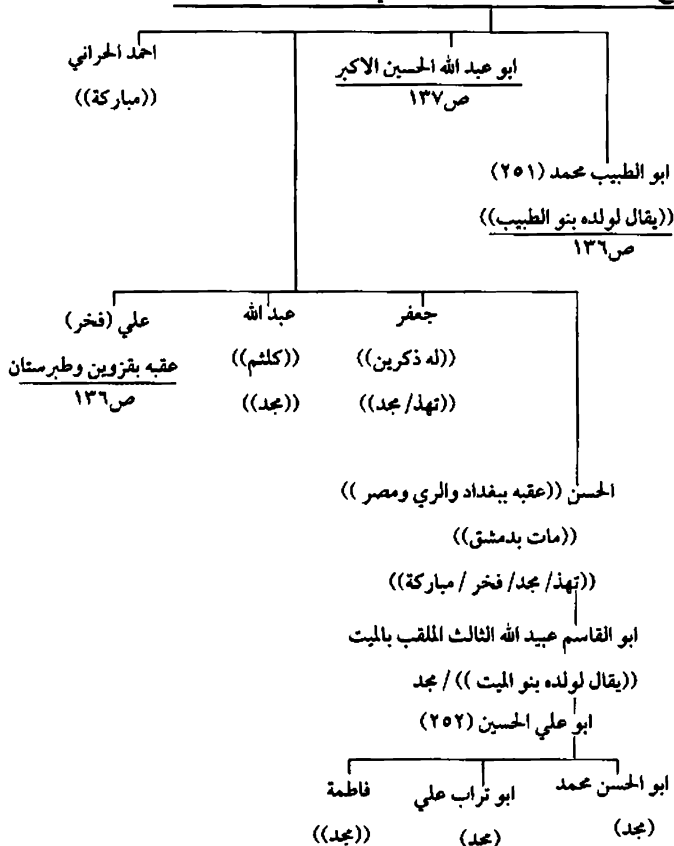 ابو الطبيب محمد (٢٥١)
((يقال لولده بنو الطبيب))
ص١٣٦
ابو عبد الله الحسين الاكبر
ص١٣٧
احمد الحراني
((مباركة))
جعفر
((له ذكرين))
((تهذ/ مجد))
عبد الله
((كلثم))
((مجد))
علي (فخر)
عقبه بقزوين وطبرستان
ص١٣٦
الحسن ((عقبه ببغداد والري ومصر ))
((مات بدمشق))
((تهذ/ مجد/ فخر / مباركة))
ابو القاسم عبيد الله الثالث الملقب بالميت
((يقال لولده بنو الميت )) / مجد
ابو علي الحسين (٢٥٢)
ابو الحسن محمد
(مجد)
ابو تراب علي
(مجد)
فاطمة
((مجد))